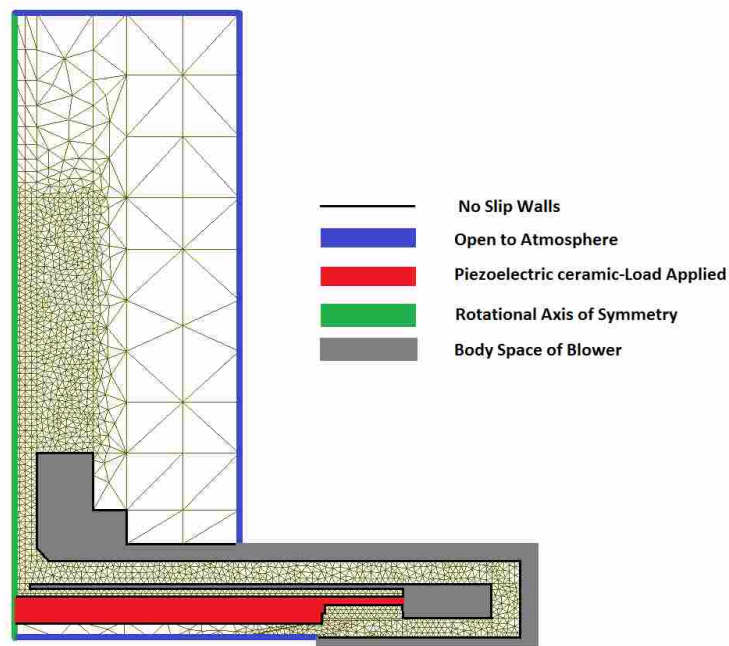 No Slip Walls
Open to Atmosphere
Piezoelectric ceramic-Load Applied
Rotational Axis of Symmetry
Body Space of Blower